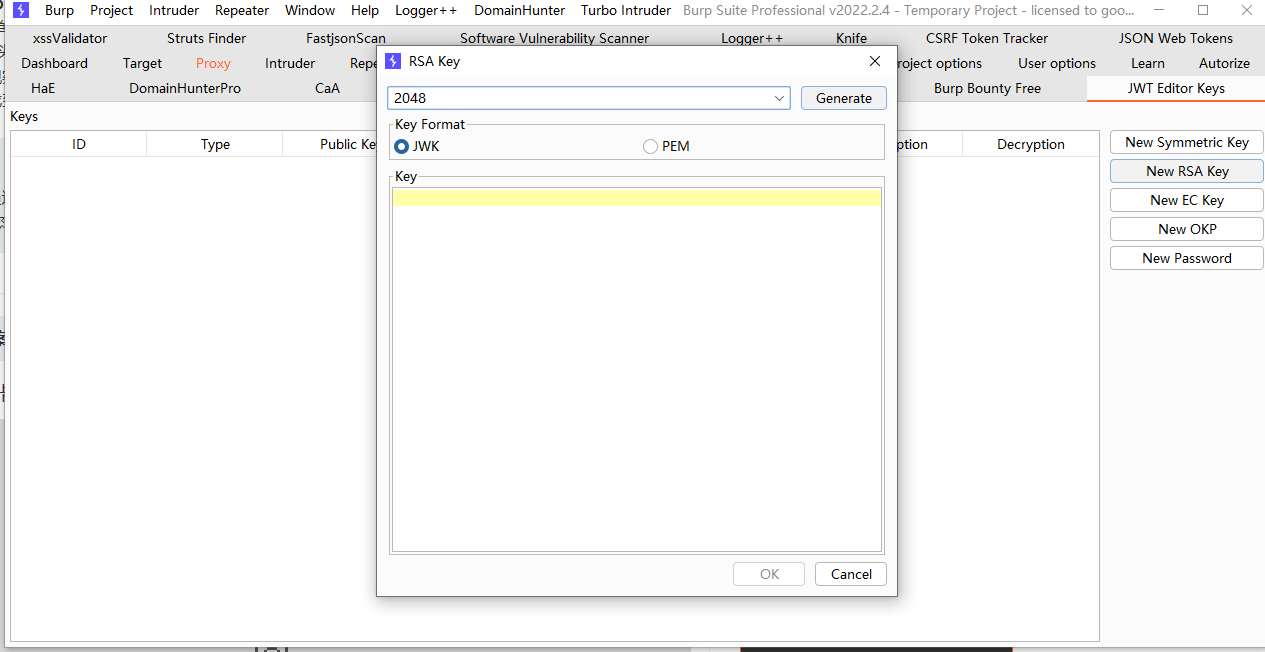 Burp Project Intruder Repeater Window Help Logger++ DomainHunter Turbo Intruder Burp Suite Professional v2022.2.4 - Temporary Project - licensed to goo...
xssValidator Struts Finder FastjsonScan Software Vulnerability Scanner Logger++ Knife CSRF Token Tracker JSON Web Tokens
Dashboard Target Proxy Intruder Repe roject options User options Learn Autorize
HaE DomainHunterPro CaA Burp Bounty Free JWT Editor Keys
RSA Key
2048 Generate
Key Format
JWK PEM
Key
OK Cancel
Keys
ID Type Public Ke ption Decryption
New Symmetric Key
New RSA Key
New EC Key
New OKP
New Password